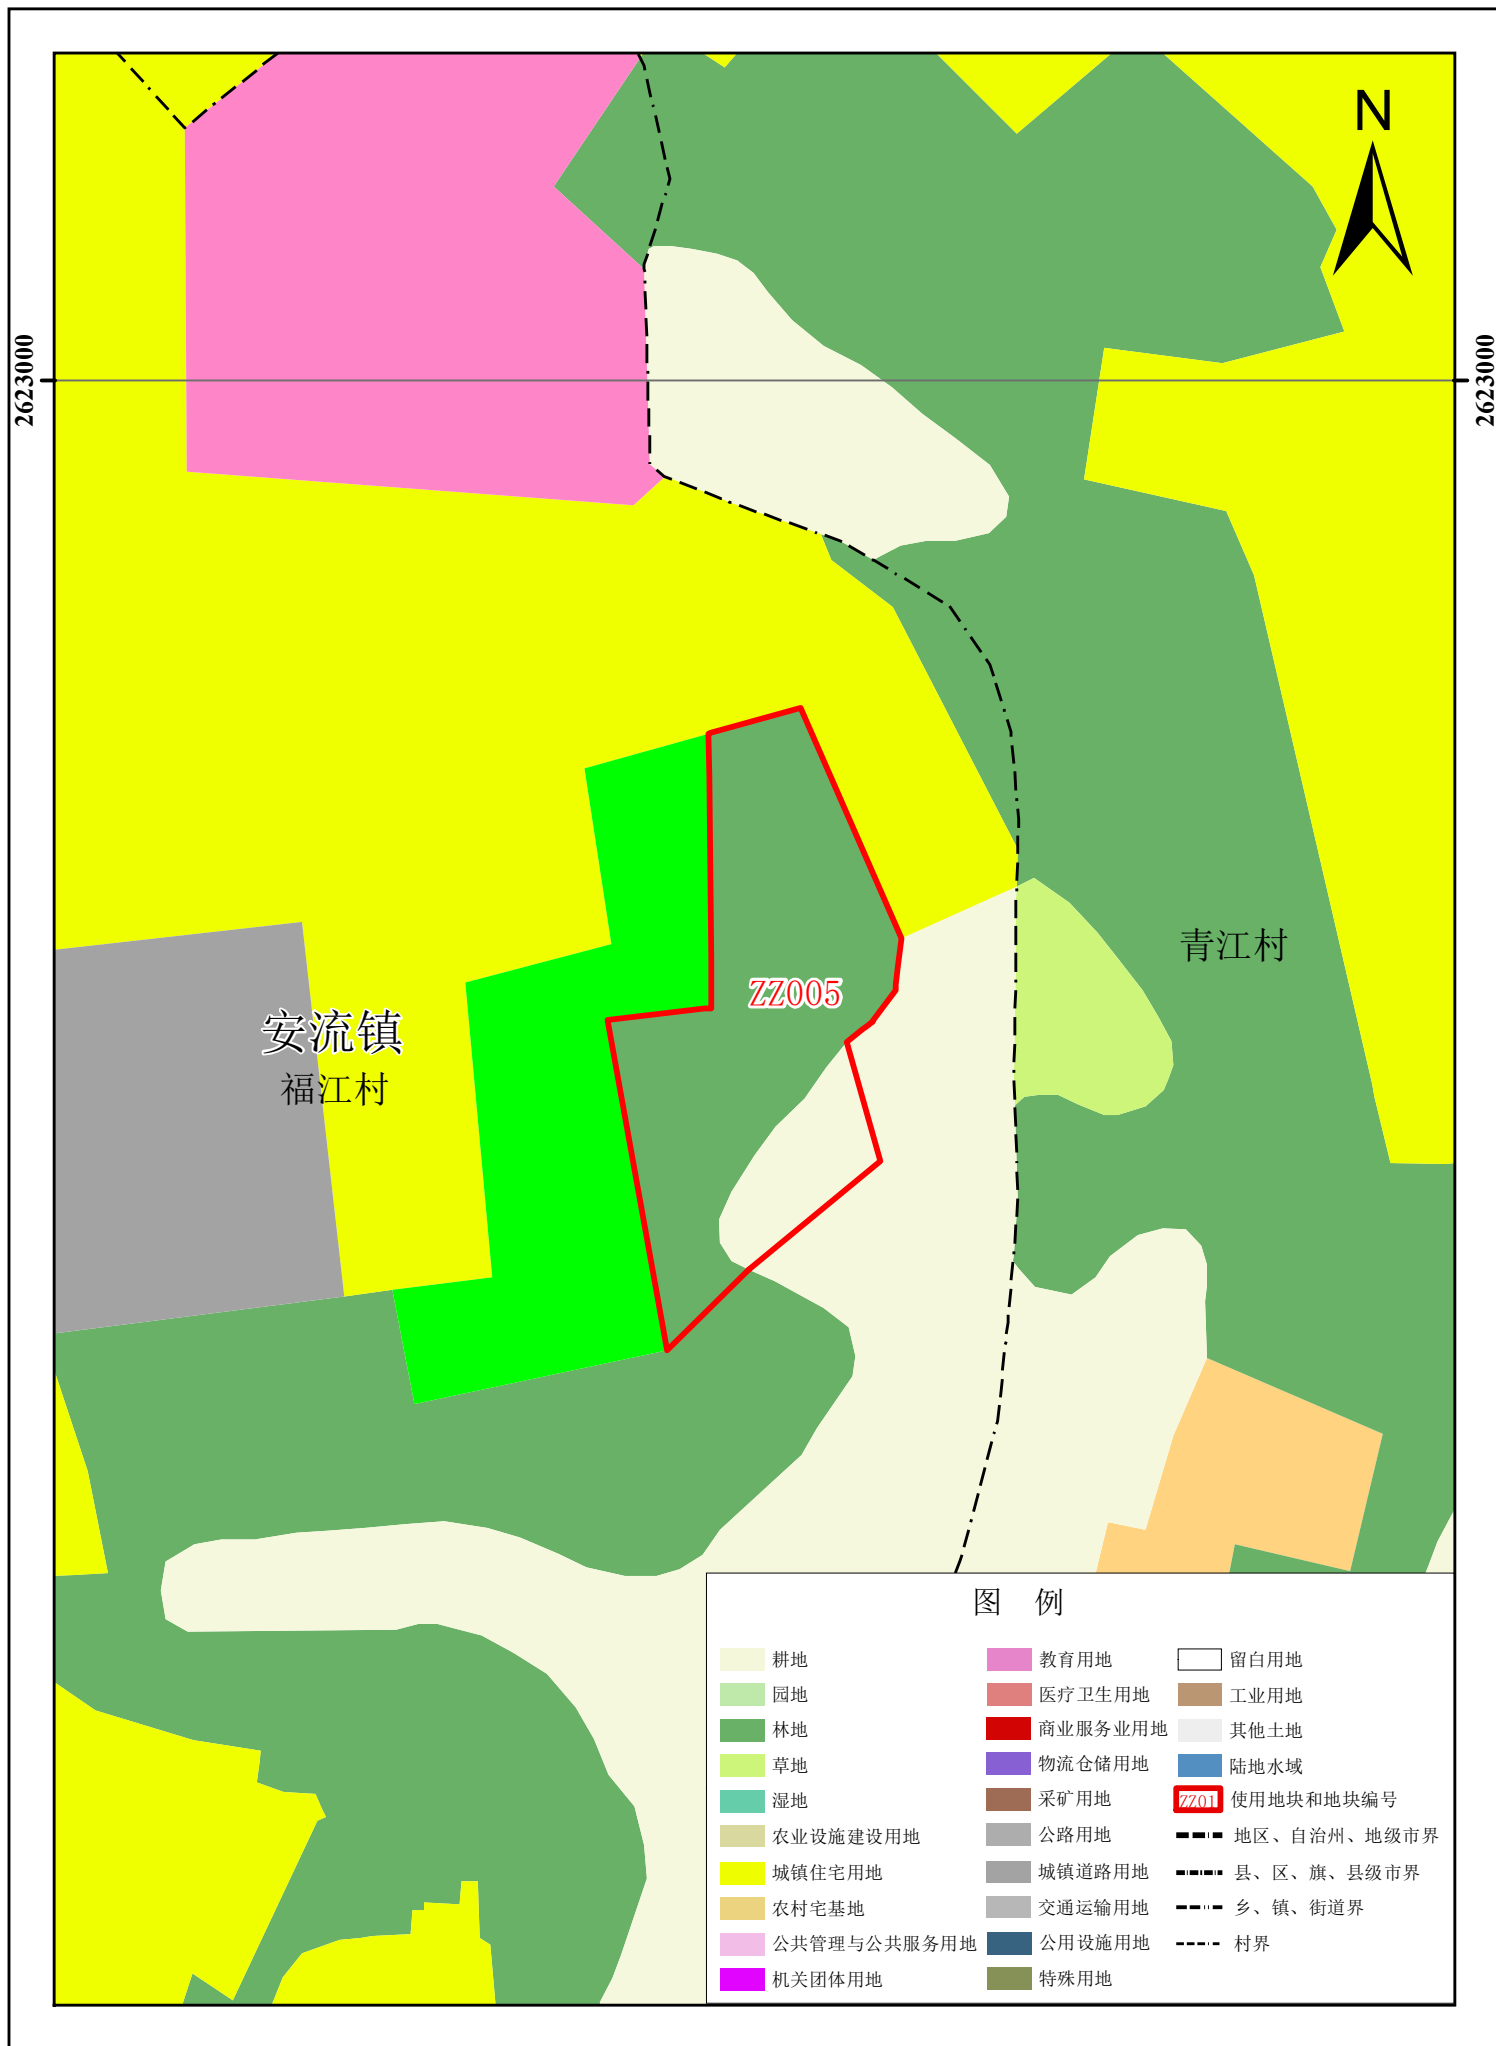 N
2623000
2623000
青江村
ZZ005
安流镇
福江村
图 例
耕地
园地
林地
草地
湿地
农业设施建设用地
城镇住宅用地
农村宅基地
公共管理与公共服务用地
机关团体用地
教育用地
医疗卫生用地
商业服务业用地
物流仓储用地
采矿用地
公路用地
城镇道路用地
交通运输用地
公用设施用地
特殊用地
留白用地
工业用地
其他土地
陆地水域
ZZ01 使用地块和地块编号
地区、自治州、地级市界
县、区、旗、县级市界
乡、镇、街道界
村界